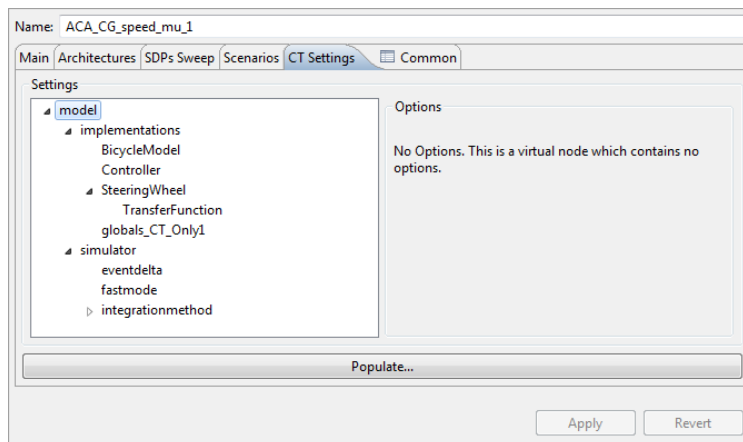 Name: ACA_CG_speed_mu_1
Main Architectures SDPs Sweep Scenarios CT Settings Common
Settings
model
implementations
BicycleModel
Controller
SteeringWheel
TransferFunction
globals_CT_Only1
simulator
eventdelta
fastmode
integrationmethod
Options
No Options. This is a virtual node which contains no
options.
Populate...
Apply Revert